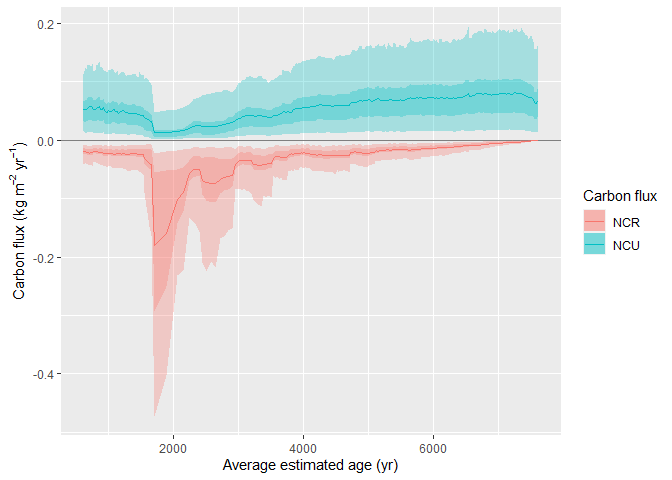 0.2
0.0
-0.2
-0.4
Carbon flux (kg m⁻² yr⁻¹)
2000
4000
6000
Average estimated age (yr)
Carbon flux
NCR
NCU